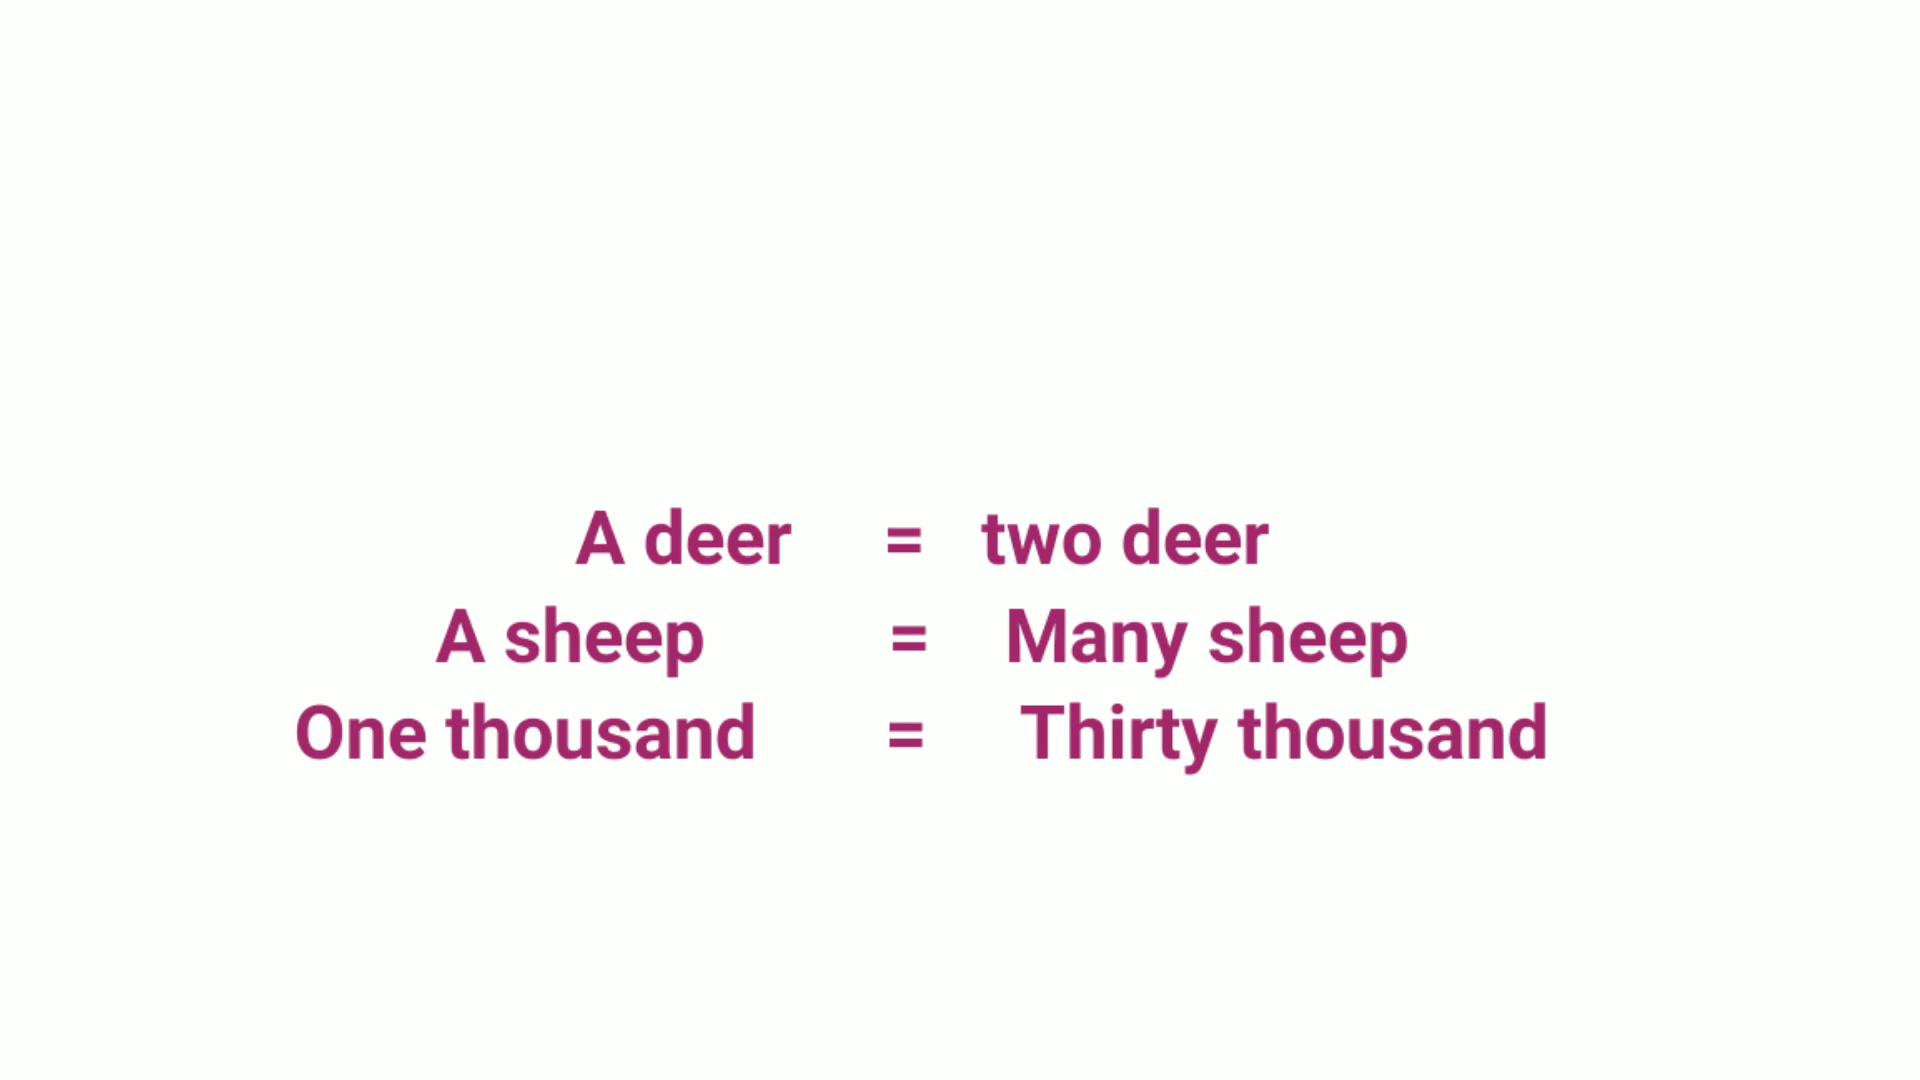 A deer = two deer
A sheep = Many sheep
One thousand = Thirty thousand